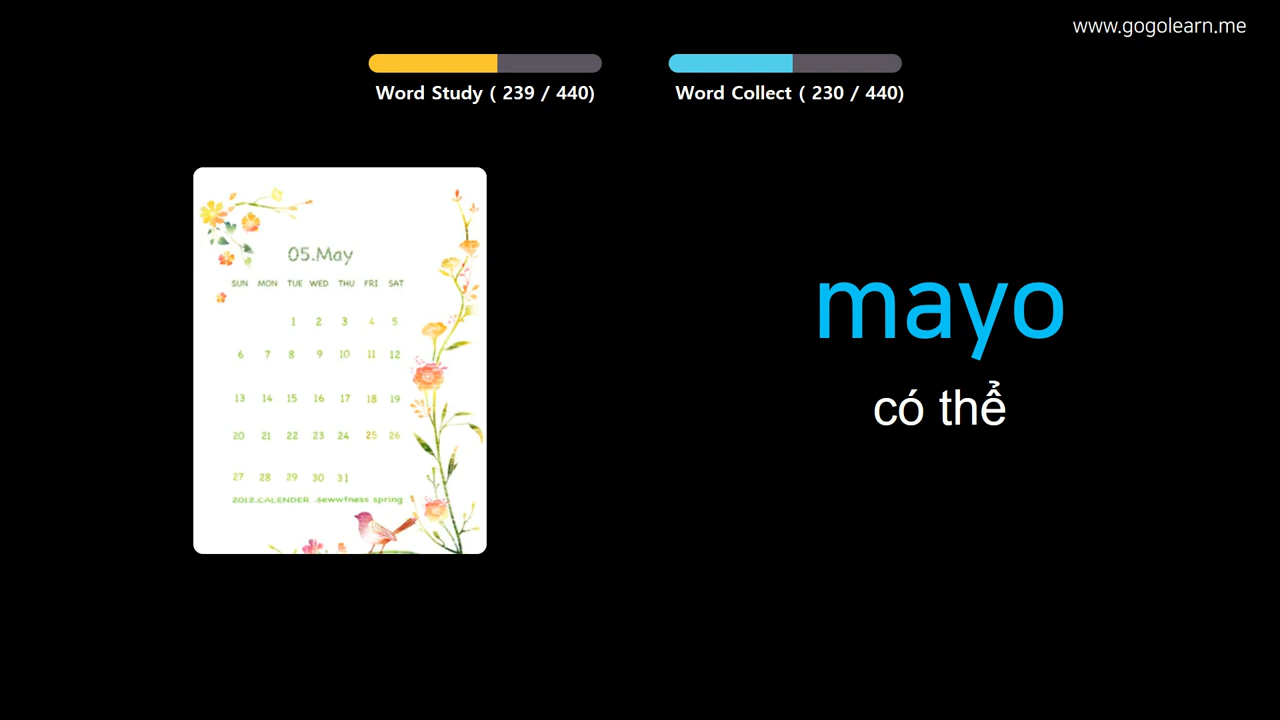 www.gogolearn.me
Word Study ( 239 / 440)
Word Collect ( 230 / 440)
05.May
SUN MON TUE WED THU FRI SAT
1 2 3 4 5
6 7 8 9 10 11 12
13 14 15 16 17 18 19
20 21 22 23 24 25 26
27 28 29 30 31
2012.CALENDER .sewwtness spring
mayo
có thể